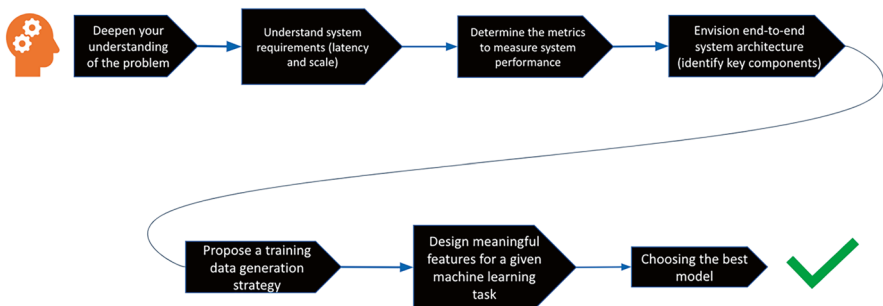 Deepen your
understanding
of the problem
Understand system
requirements (latency
and scale)
Determine the metrics
to measure system
performance
Envision end-to-end
system architecture
(identify key components)
Propose a training
data generation
strategy
Design meaningful
features for a given
machine learning
task
Choosing the best
model